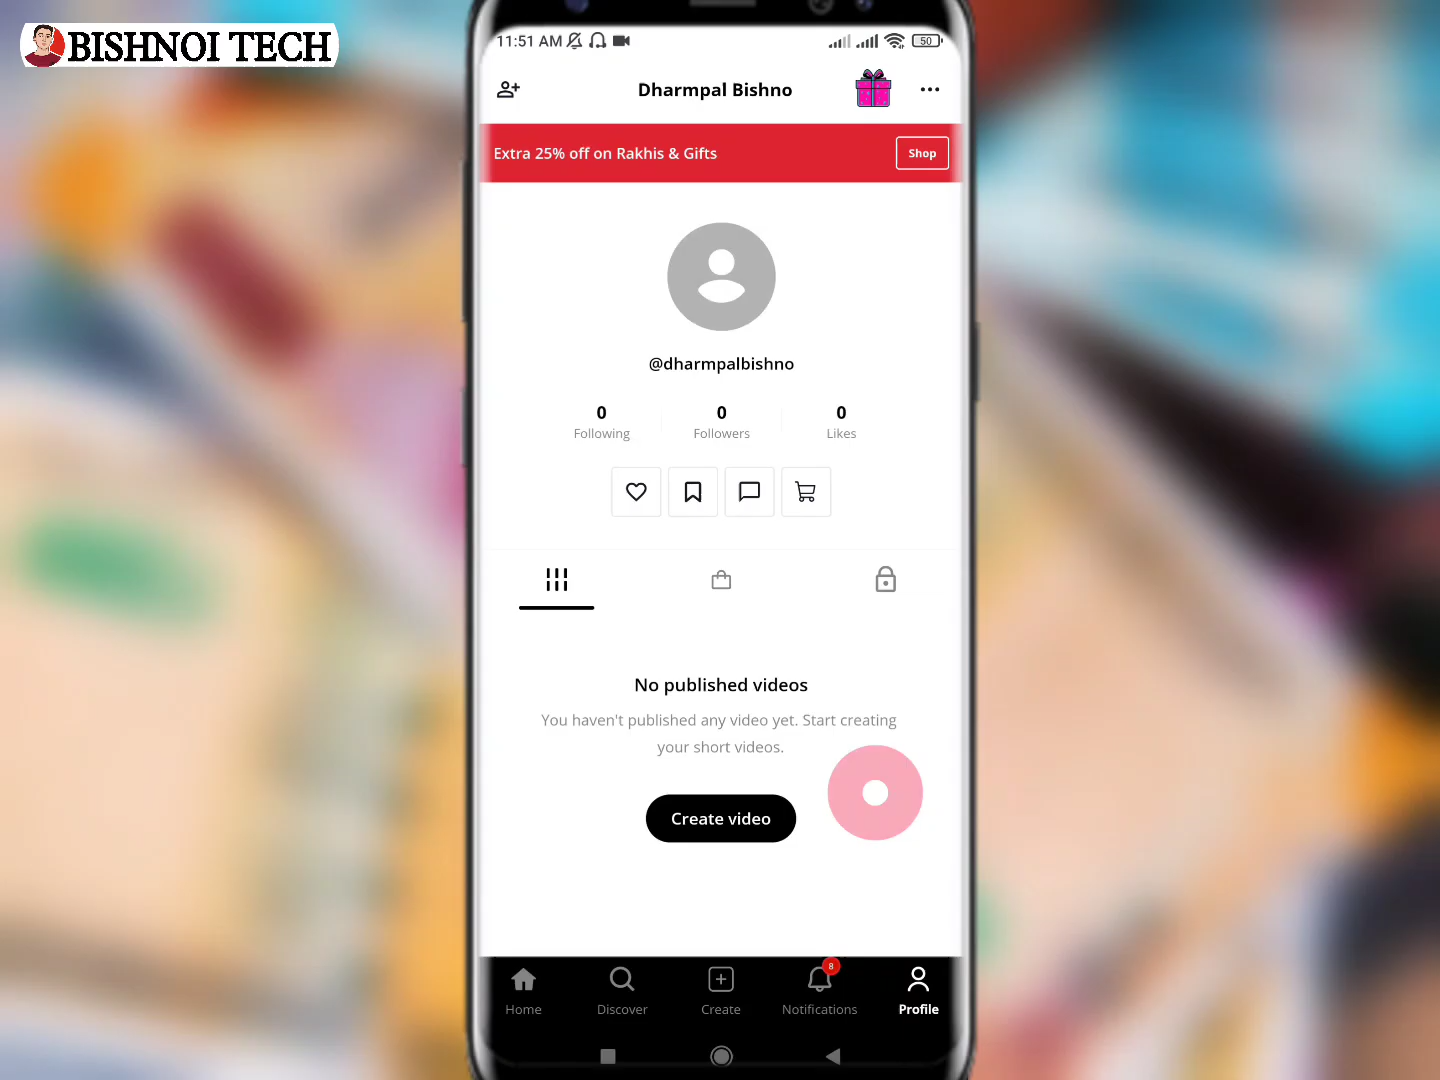 BISHNOI TECH
11:51 AM
50
Dharmpal Bishno
Extra 25% off on Rakhis & Gifts
Shop
@dharmpalbishno
0
0
0
Following
Followers
Likes
No published videos
You haven't published any video yet. Start creating
your short videos.
Create video
8
Home
Discover
Create
Notifications
Profile